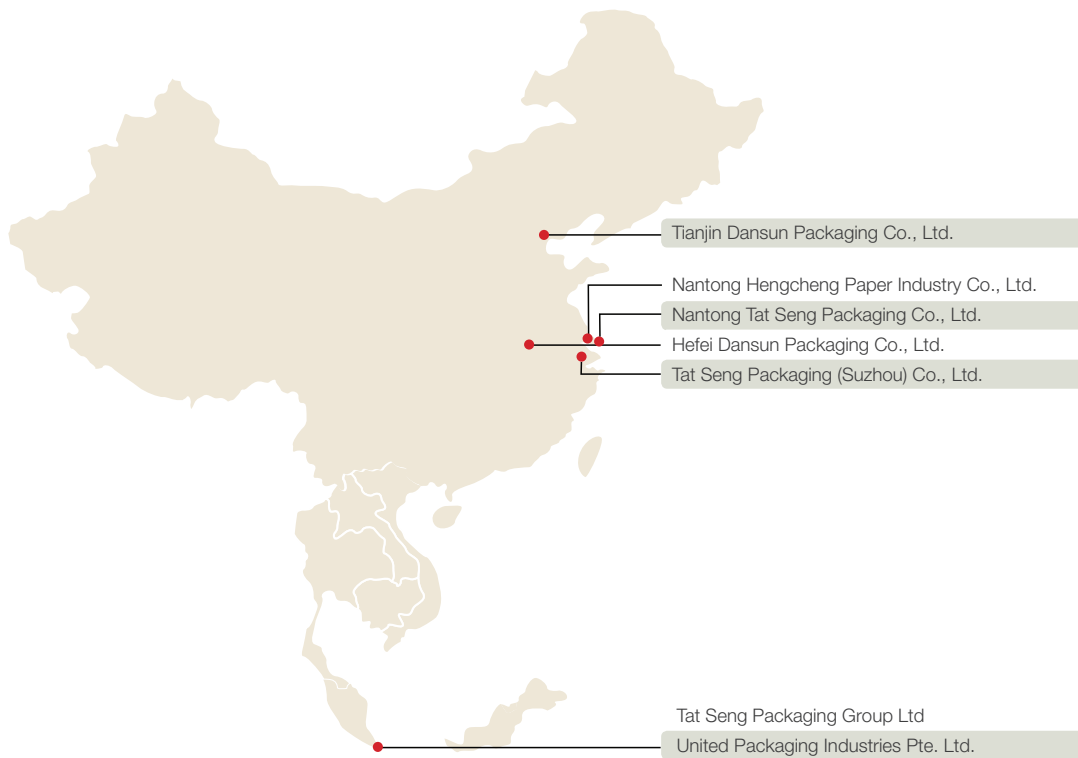 Tianjin Dansun Packaging Co., Ltd.
Nantong Hengcheng Paper Industry Co., Ltd.
Nantong Tat Seng Packaging Co., Ltd.
Hefei Dansun Packaging Co., Ltd.
Tat Seng Packaging (Suzhou) Co., Ltd.
Tat Seng Packaging Group Ltd
United Packaging Industries Pte. Ltd.